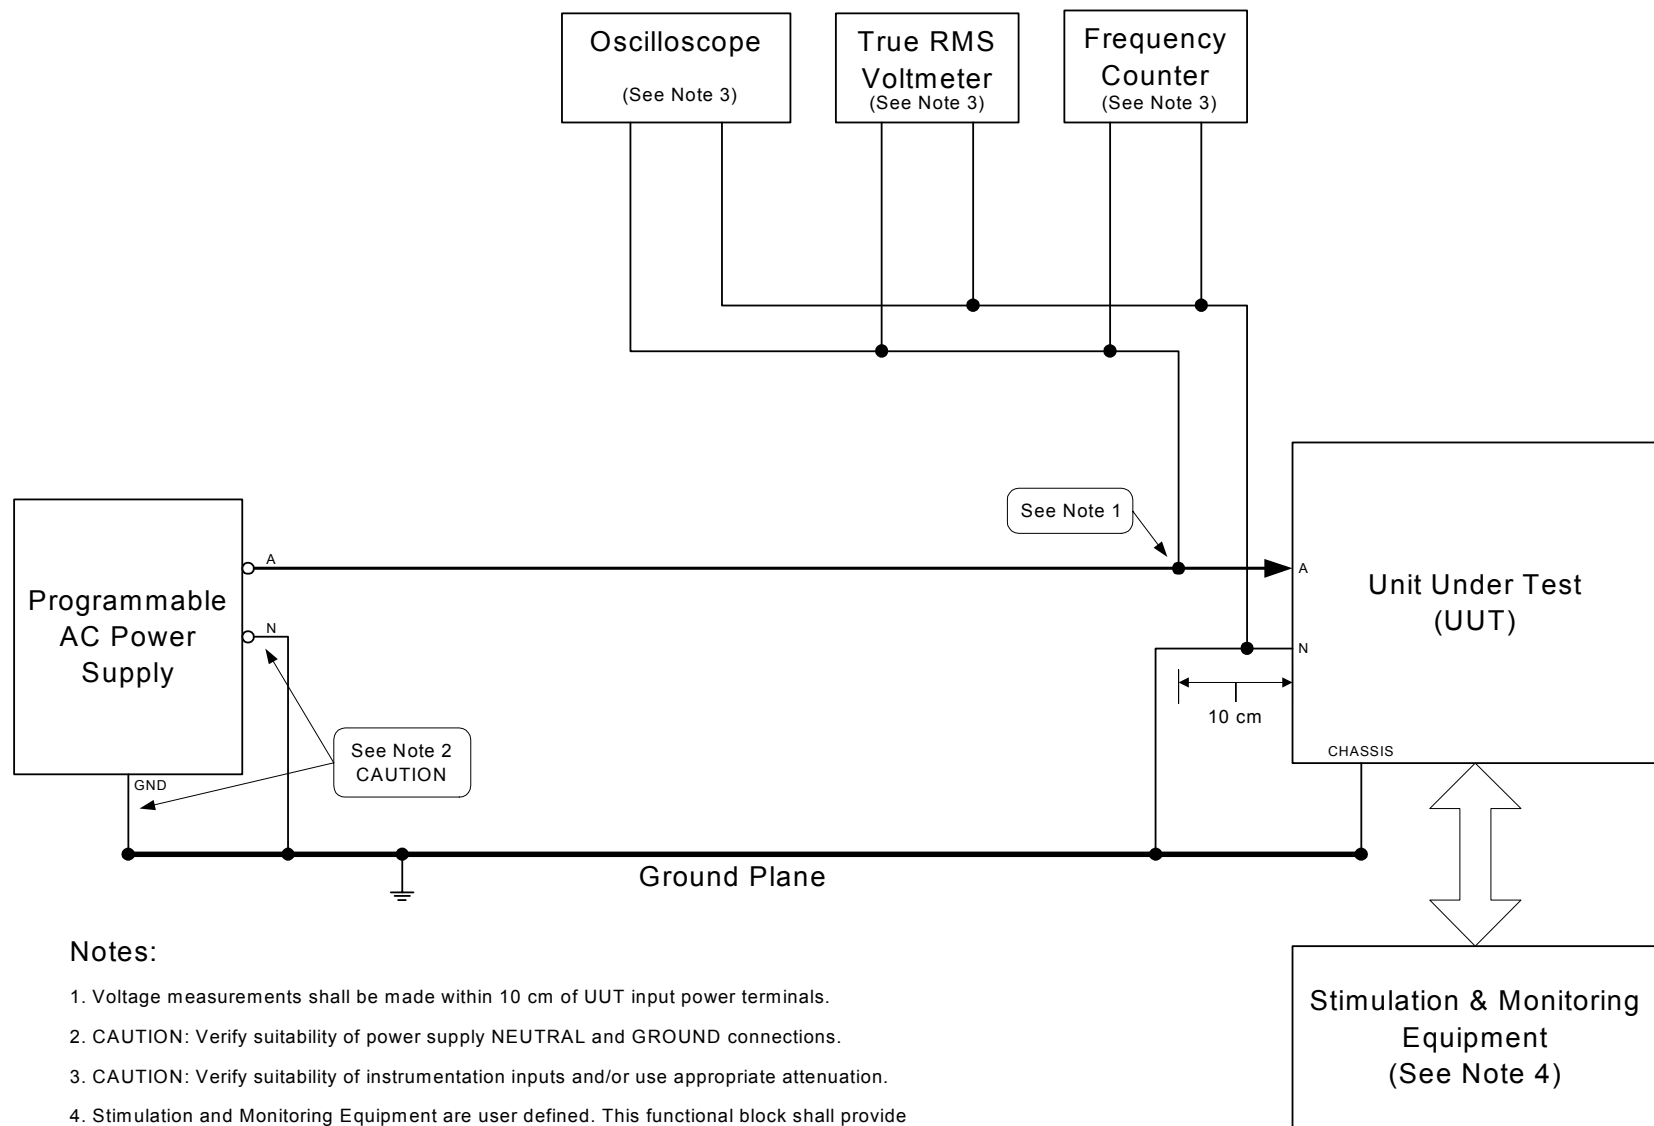 Oscilloscope
(See Note 3)
True RMS
Voltmeter
(See Note 3)
Frequency
Counter
(See Note 3)
See Note 1
Programmable
AC Power
Supply
A
N
GND
See Note 2
CAUTION
A
N
Unit Under Test
(UUT)
10 cm
CHASSIS
Ground Plane
Notes:
1. Voltage measurements shall be made within 10 cm of UUT input power terminals.
2. CAUTION: Verify suitability of power supply NEUTRAL and GROUND connections.
3. CAUTION: Verify suitability of instrumentation inputs and/or use appropriate attenuation.
4. Stimulation and Monitoring Equipment are user defined. This functional block shall provide
Stimulation & Monitoring
Equipment
(See Note 4)